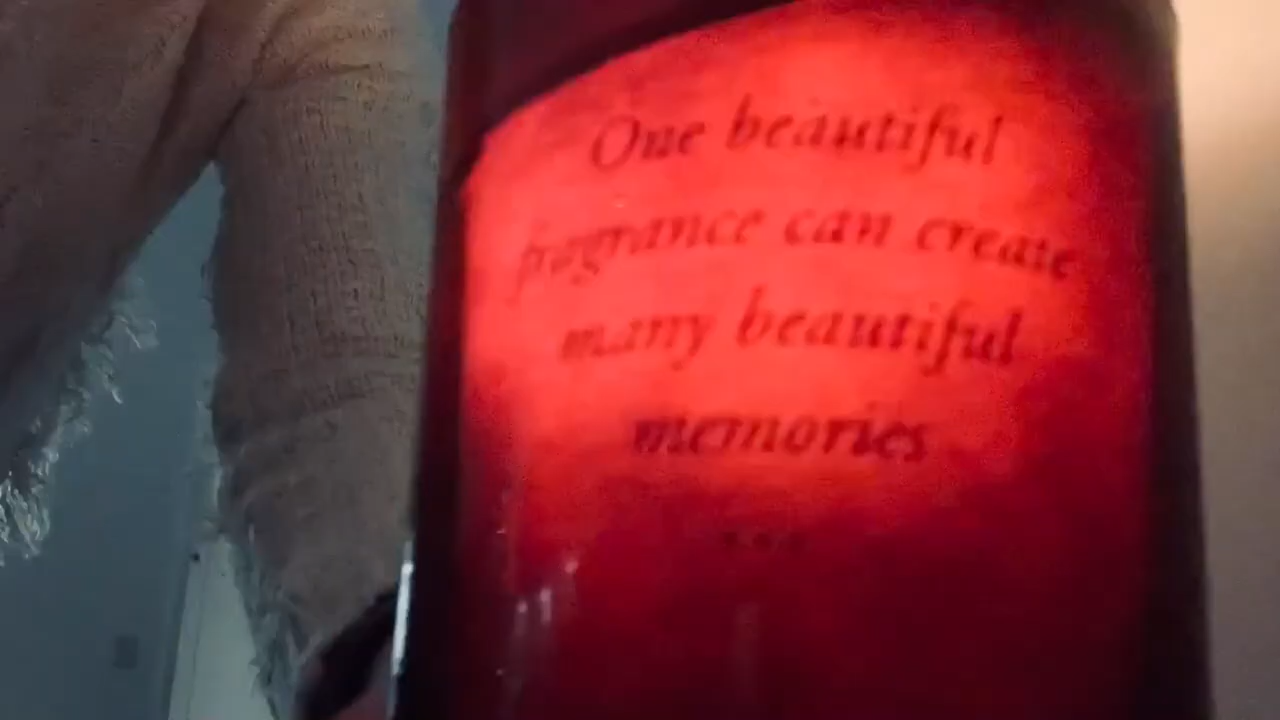 One beautiful
fragrance can create
many beautiful
memories
...